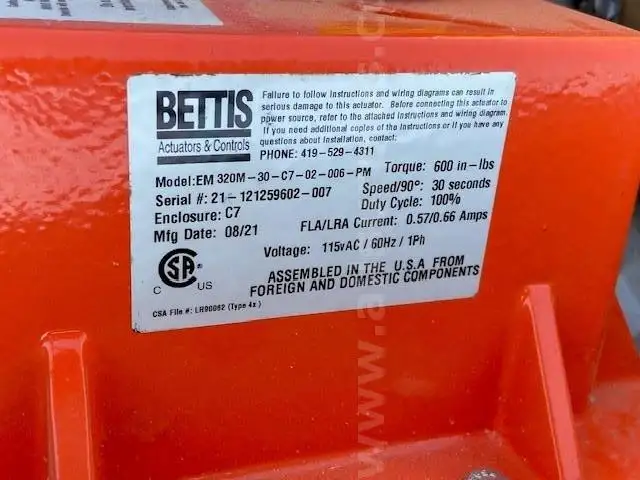 BETTIS
Actuators & Controls
Failure to follow instructions and wiring diagrams can result in
serious damage to this actuator. Before connecting this actuator to
power source, refer to the attached Instructions and wiring diagram.
If you need additional copies of the Instructions or If you have any
questions about installation, contact:
PHONE: 419-529-4311
Model:EM 320M-30-C7-02-006-PM
Torque: 600 in-lbs
Serial #: 21-121259602-007
Speed/90°: 30 seconds
Enclosure: C7
Duty Cycle: 100%
Mfg Date: 08/21
FLA/LRA Current: 0.57/0.66 Amps
Voltage: 115vAC / 60Hz / 1Ph
SA
C US
ASSEMBLED IN THE U.S.A FROM
FOREIGN AND DOMESTIC COMPONENTS
CSA File #: LR90062 (Type 4x)